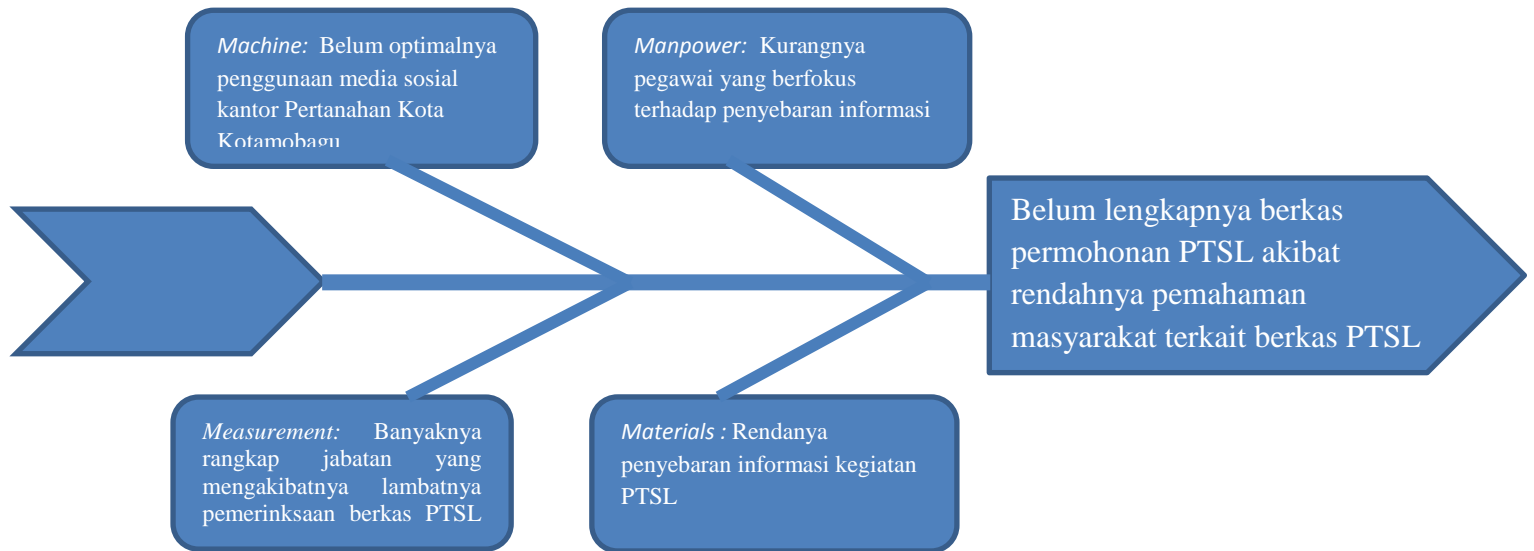 Machine: Belum optimalnya
penggunaan media sosial
kantor Pertanahan Kota
Kotamobagu
Manpower: Kurangnya
pegawai yang berfokus
terhadap penyebaran informasi
Belum lengkapnya berkas
permohonan PTSL akibat
rendahnya pemahaman
masyarakat terkait berkas PTSL
Measurement: Banyaknya
rangkap jabatan yang
mengakibatnya lambatnya
pemerinksaan berkas PTSL
Materials : Rendanya
penyebaran informasi kegiatan
PTSL